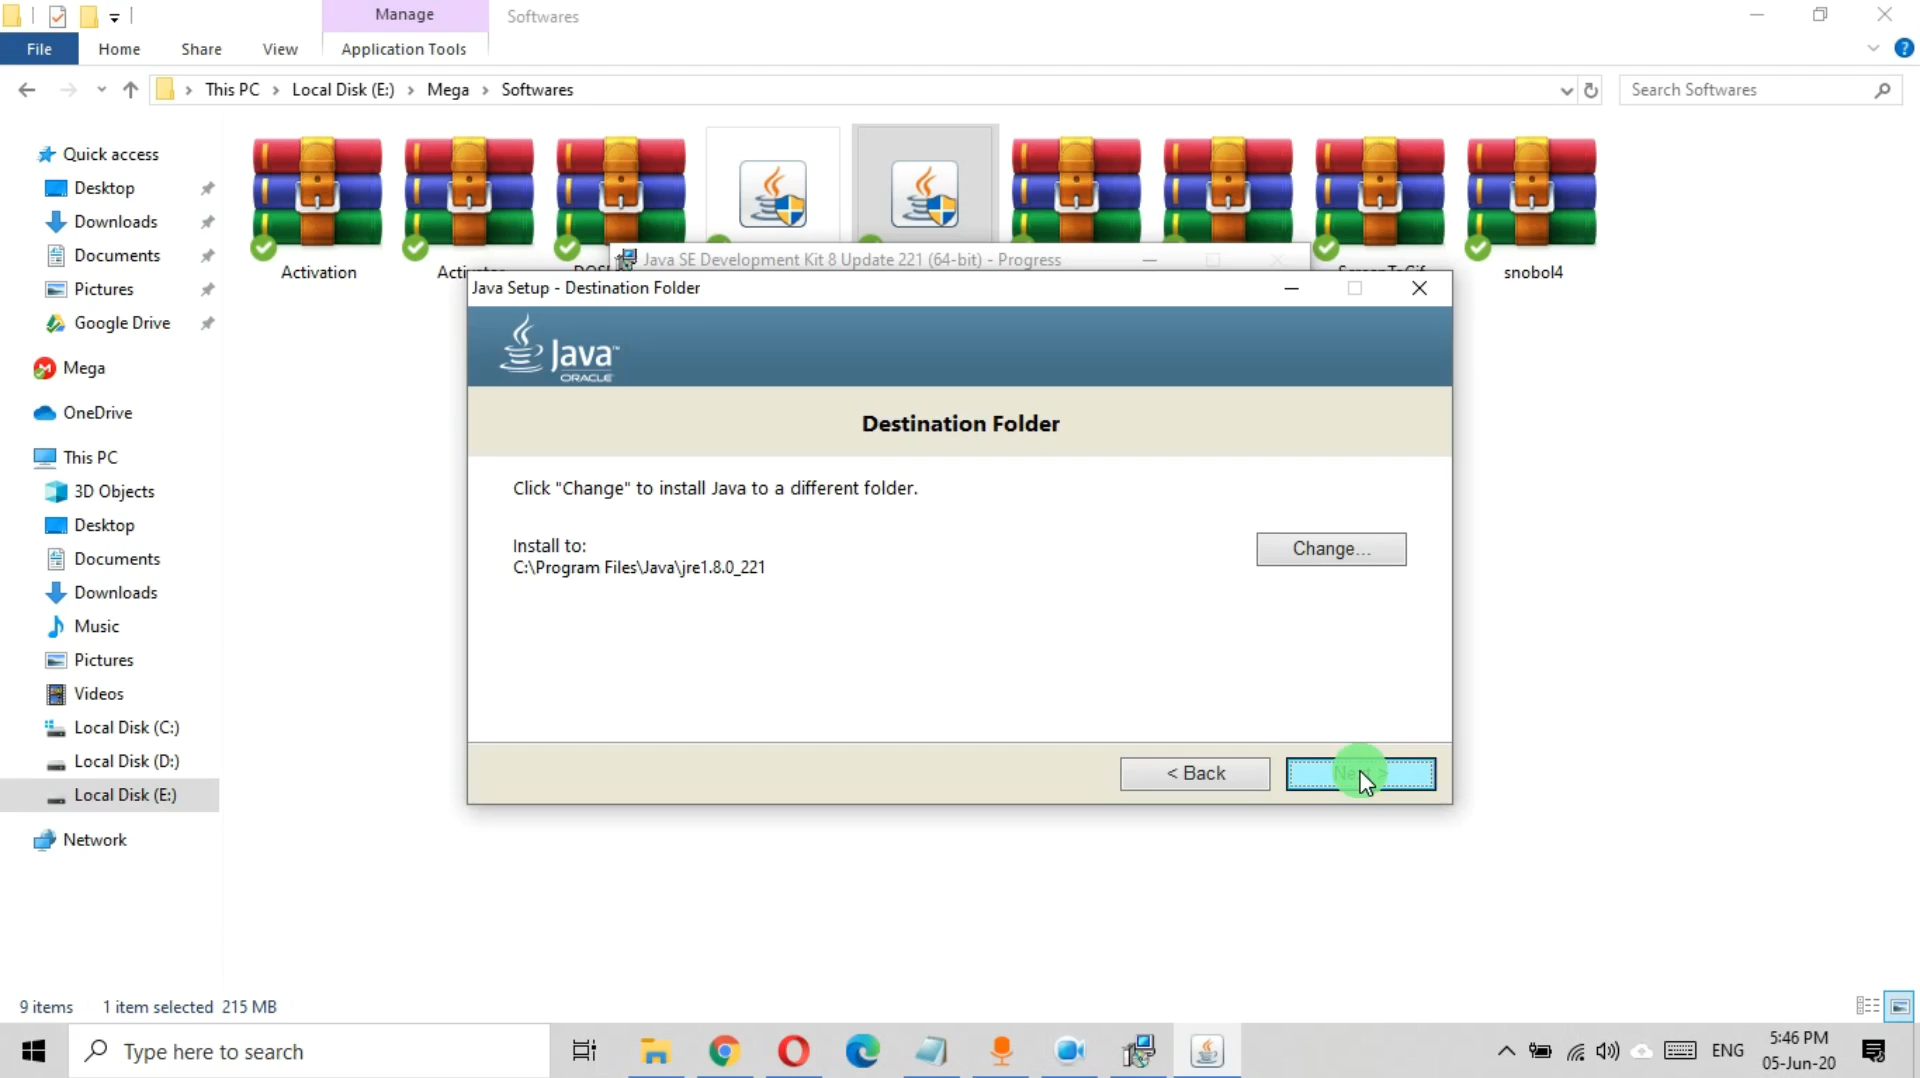 Manage
Softwares
File
Home
Share
View
Application Tools
This PC
Local Disk (E:)
Mega
Softwares
Search Softwares
Quick access
Desktop
Downloads
Documents
Pictures
Google Drive
Mega
OneDrive
This PC
3D Objects
Desktop
Documents
Downloads
Music
Pictures
Videos
Local Disk (C:)
Local Disk (D:)
Local Disk (E:)
Network
Activation
snobol4
Java SE Development Kit 8 Update 221 (64-bit) - Progress
Java Setup - Destination Folder
Java™
ORACLE
Destination Folder
Click "Change" to install Java to a different folder.
Install to:
C:\Program Files\Java\jre1.8.0_221
Change...
< Back
Next >
9 items
1 item selected 215 MB
Type here to search
ENG
5:46 PM
05-Jun-20